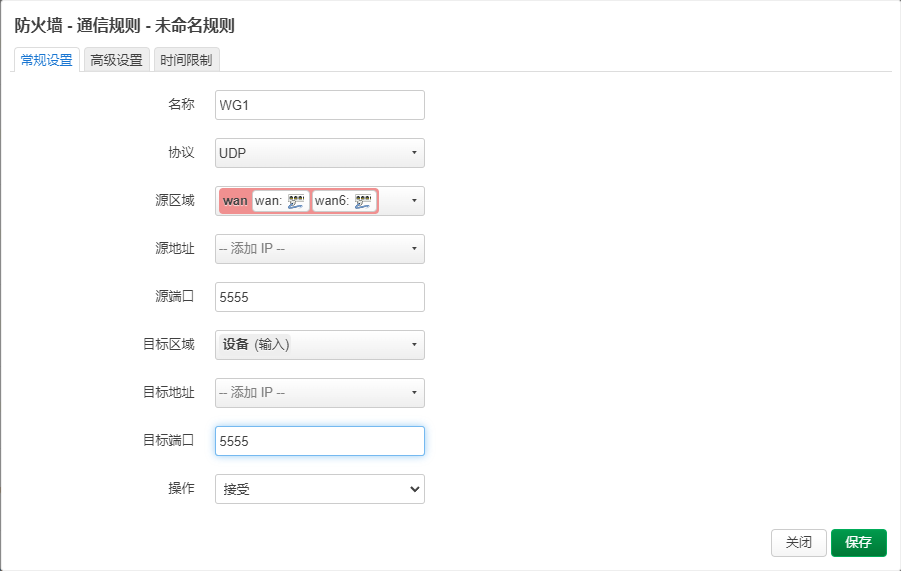 防火墙 - 通信规则 - 未命名规则
常规设置 高级设置 时间限制
名称 WG1
协议 UDP
源区域 wan wan: wan6:
源地址 -- 添加 IP --
源端口 5555
目标区域 设备 (输入)
目标地址 -- 添加 IP --
目标端口 5555
操作 接受
关闭 保存